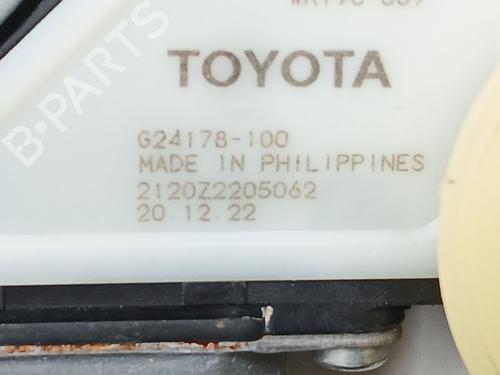 TOYOTA
G24178-100
MADE IN PHILIPPINES
2120Z2205062
20.12.22
B-PARTS